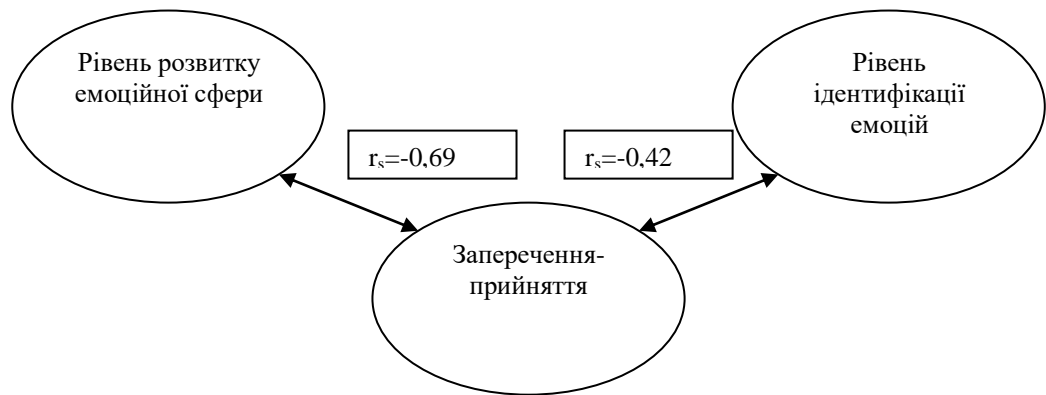 Рівень розвитку
емоційної сфери
Рівень
ідентифікації
емоцій
rₛ=-0,69
rₛ=-0,42
Заперечення-
прийняття